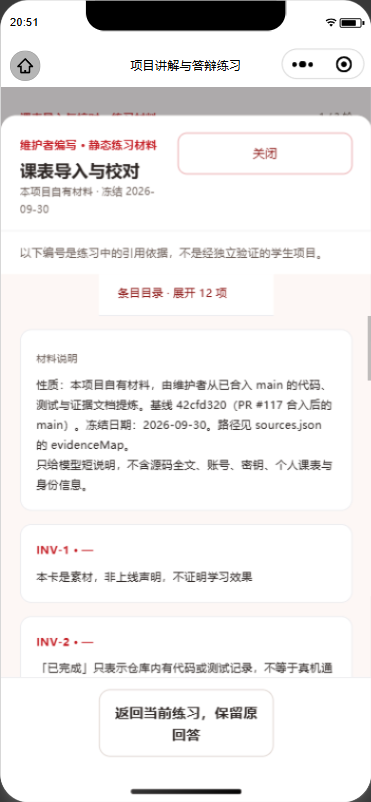 20:51
项目讲解与答辩练习
维护者编写 • 静态练习材料
课表导入与校对
本项目自有材料 · 冻结 2026-
09-30
关闭
以下编号是练习中的引用依据，不是经独立验证的学生项目。
条目目录 · 展开 12 项
材料说明
性质：本项目自有材料，由维护者从已合入 main 的代码、
测试与证据文档提炼。基线 42cfd320（PR #117 合入后的
main）。冻结日期：2026-09-30。路径见 sources.json
的 evidenceMap。
只给模型短说明，不含源码全文、账号、密钥、个人课表与
身份信息。
INV-1 • —
本卡是素材，非上线声明，不证明学习效果
INV-2 • —
「已完成」只表示仓库内有代码或测试记录，不等于真机通
返回当前练习，保留原
回答